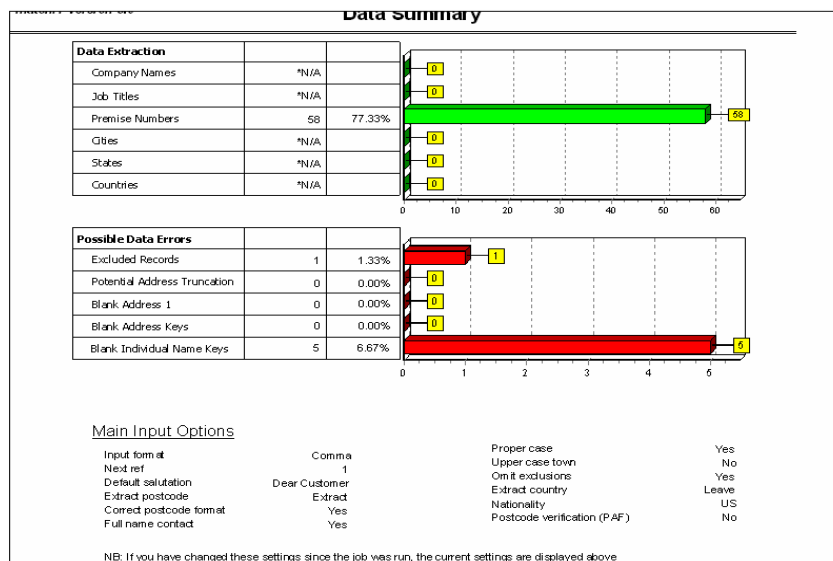 Data Summary
Data Extraction
Company Names *N/A 0
Job Titles *N/A 0
Premise Numbers 58 77.33% 58
Cities *N/A 0
States *N/A 0
Countries *N/A 0
0 10 20 30 40 50 60
Possible Data Errors
Excluded Records 1 1.33% 1
Potential Address Truncation 0 0.00% 0
Blank Address 1 0 0.00% 0
Blank Address Keys 0 0.00% 0
Blank Individual Name Keys 5 6.67% 5
0 1 2 3 4 5
Main Input Options
Input format Comma
Next ref 1
Default salutation Dear Customer
Extract postcode Extract
Correct postcode format Yes
Full name contact Yes
Proper case Yes
Upper case town No
Omit exclusions Yes
Extract country Leave
Nationality US
Postcode verification (PAF) No
NB: If you have changed these settings since the job was run, the current settings are displayed above